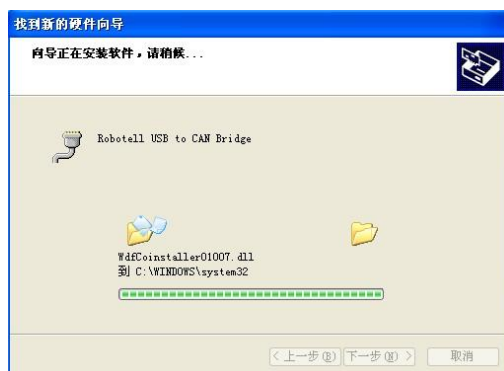 找到新的硬件向导
向导正在安装软件，请稍候...
Robotell USB to CAN Bridge
WdfCoinstaller01007.dll
到 C:\WINDOWS\system32
< 上一步(B)
下一步(N) >
取消